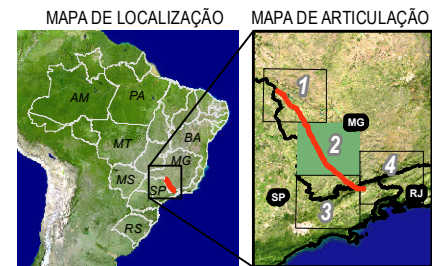 MAPA DE LOCALIZAÇÃO
MAPA DE ARTICULAÇÃO
AM
PA
MT
BA
MG
MS
SP
RS
1
MG
2
4
SP
3
RJ